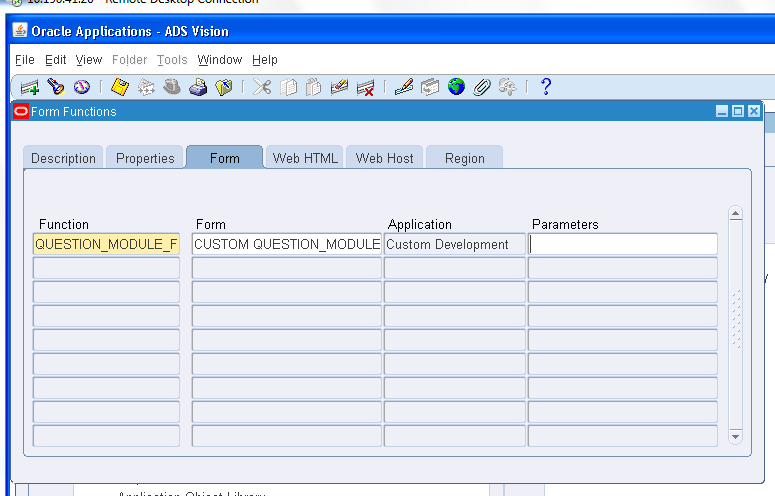 10.190.41.20 - Remote Desktop Connection
Oracle Applications - ADS Vision
File Edit View Folder Tools Window Help
Form Functions
Description Properties Form Web HTML Web Host Region
Function Form Application Parameters
QUESTION_MODULE_F CUSTOM QUESTION_MODULE Custom Development
Application Object Library